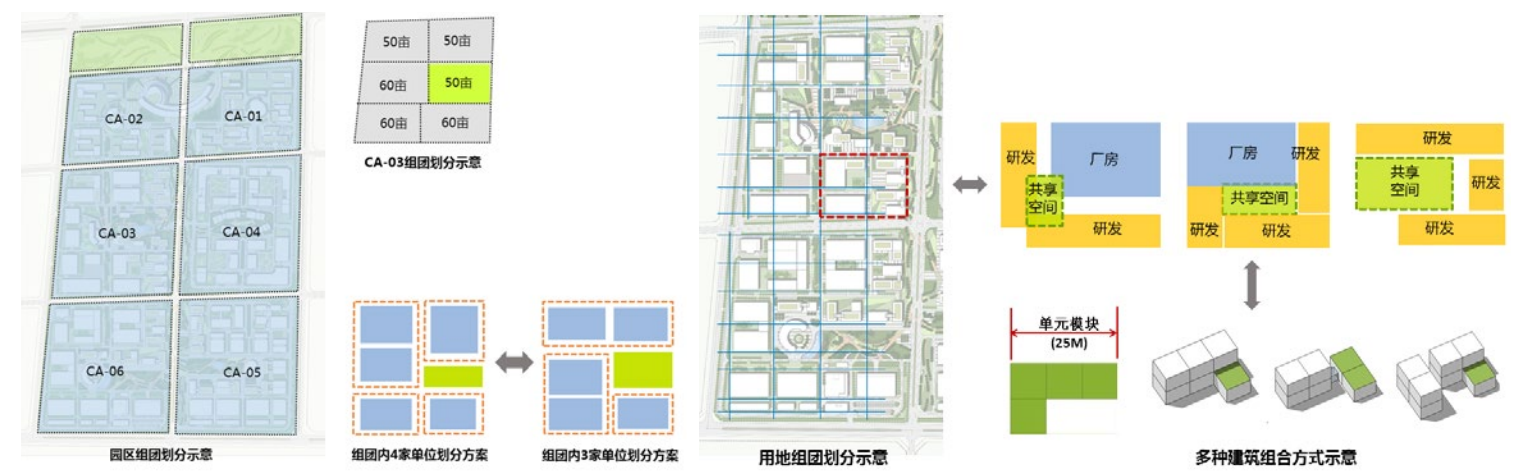 CA-02
CA-01
CA-03
CA-04
CA-06
CA-05
园区组团划分示意
50亩
50亩
60亩
50亩
60亩
60亩
CA-03组团划分示意
组团内4家单位划分方案
组团内3家单位划分方案
用地组团划分示意
研发
厂房
共享
空间
研发
厂房
研发
共享空间
研发
研发
研发
共享
空间
研发
研发
单元模块
(25M)
多种建筑组合方式示意